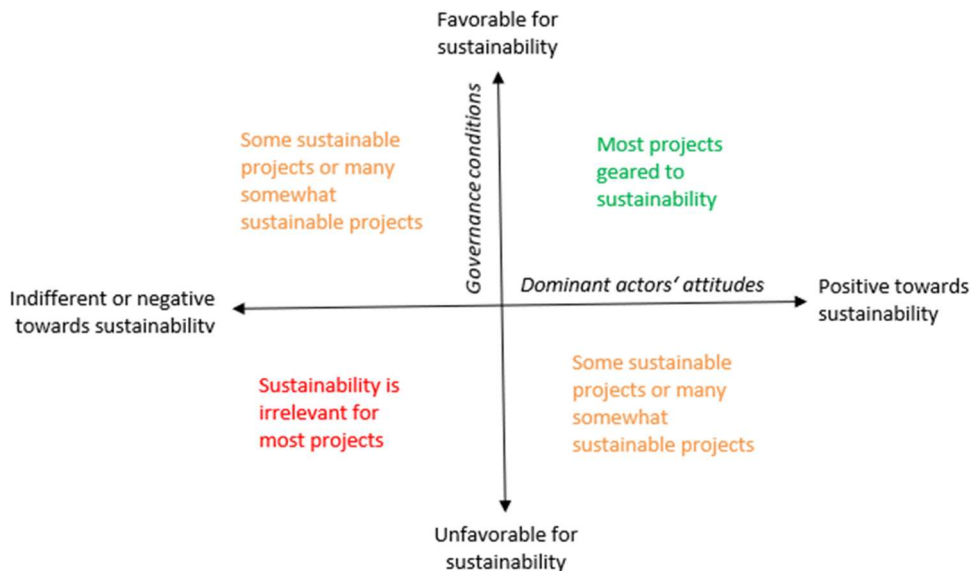 Favorable for
sustainability
Governance conditions
Some sustainable
projects or many
somewhat
sustainable projects
Most projects
geared to
sustainability
Dominant actors‘ attitudes
Indifferent or negative
towards sustainability
Positive towards
sustainability
Sustainability is
irrelevant for
most projects
Some sustainable
projects or many
somewhat
sustainable projects
Unfavorable for
sustainability